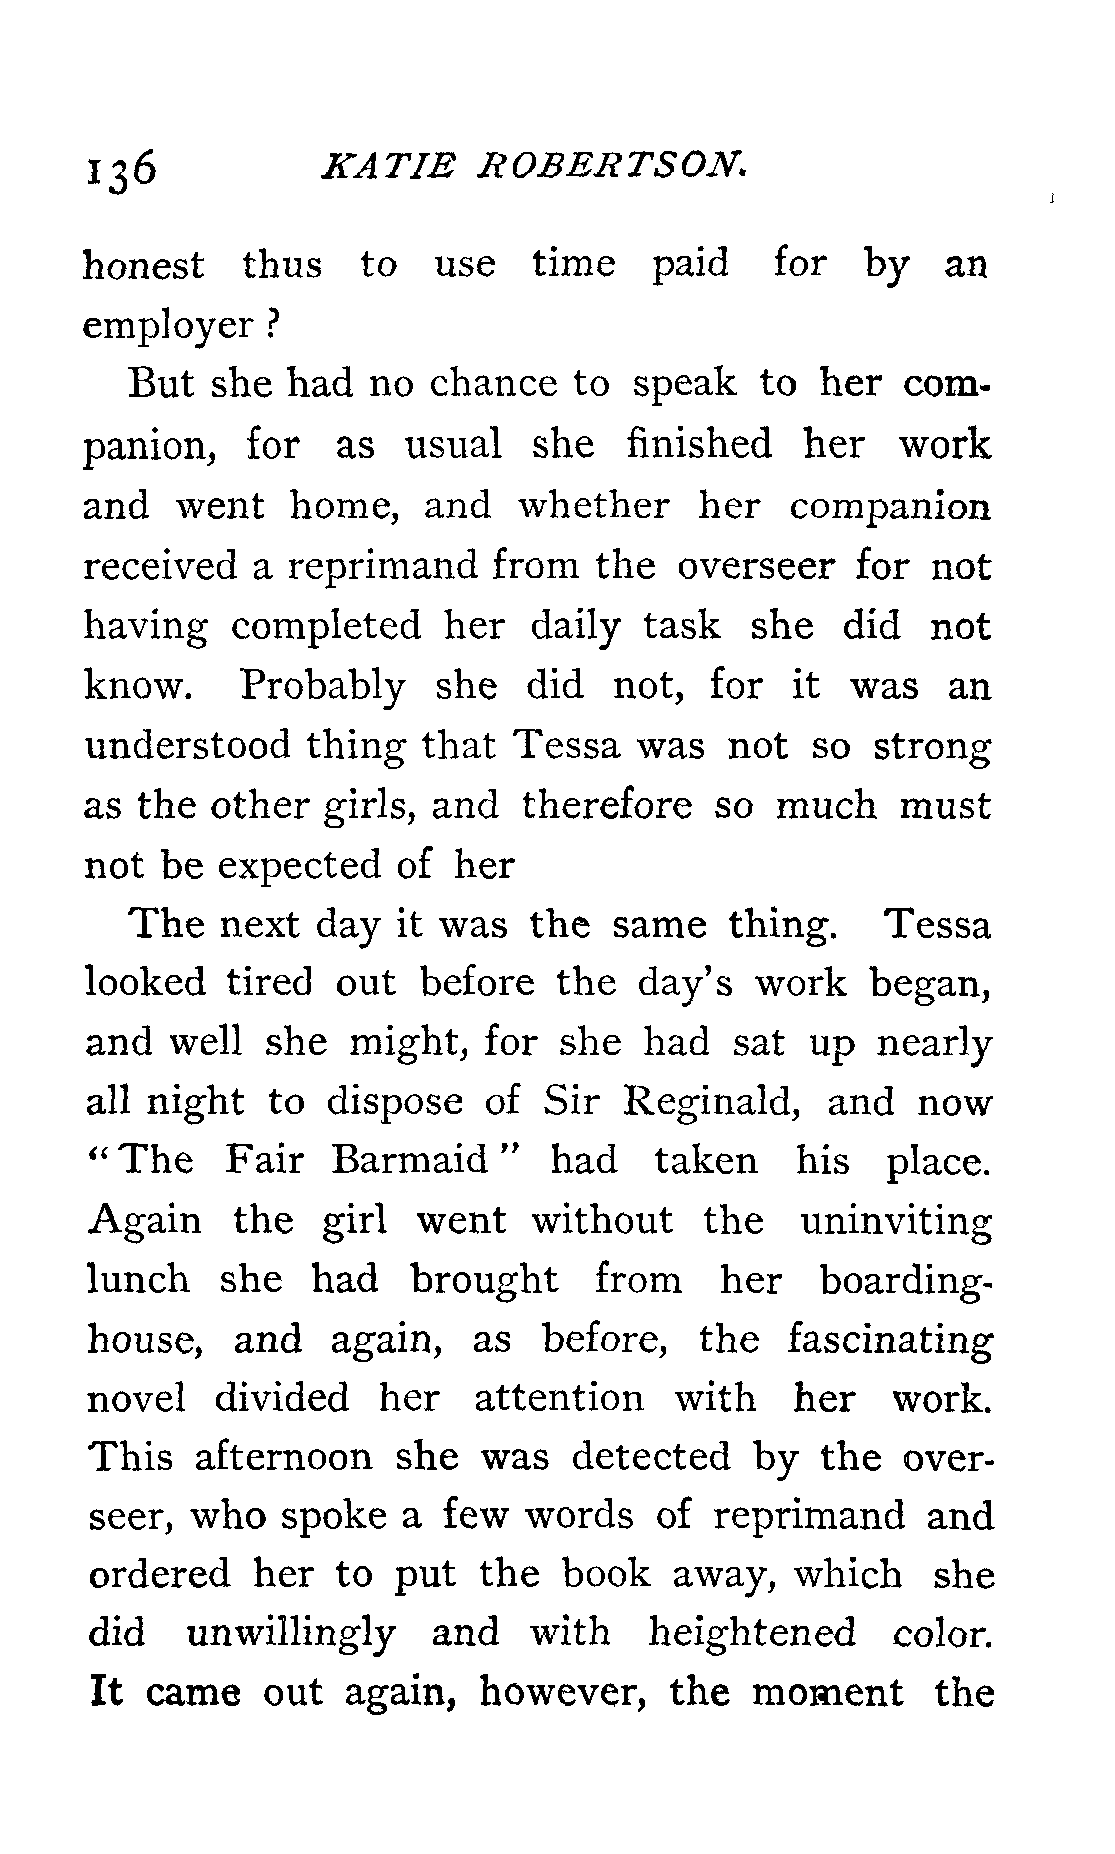 136 KATIE ROBERTSON.
honest thus to use time paid for by an
employer ?
But she had no chance to speak to her com-
panion, for as usual she finished her work
and went home, and whether her companion
received a reprimand from the overseer for not
having completed her daily task she did not
know. Probably she did not, for it was an
understood thing that Tessa was not so strong
as the other girls, and therefore so much must
not be expected of her
The next day it was the same thing. Tessa
looked tired out before the day's work began,
and well she might, for she had sat up nearly
all night to dispose of Sir Reginald, and now
“The Fair Barmaid” had taken his place.
Again the girl went without the uninviting
lunch she had brought from her boarding-
house, and again, as before, the fascinating
novel divided her attention with her work.
This afternoon she was detected by the over-
seer, who spoke a few words of reprimand and
ordered her to put the book away, which she
did unwillingly and with heightened color.
It came out again, however, the moment the